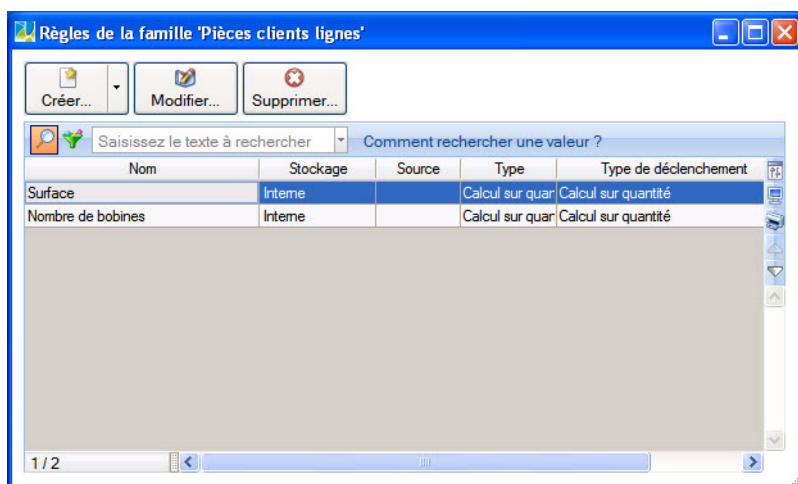 Règles de la famille 'Pièces clients lignes'
Créer... Modifier... Supprimer...
Saisissez le texte à rechercher Comment rechercher une valeur ?
Nom Stockage Source Type Type de déclenchement
Surface Interne Calcul sur quar Calcul sur quantité
Nombre de bobines Interne Calcul sur quar Calcul sur quantité
1 / 2